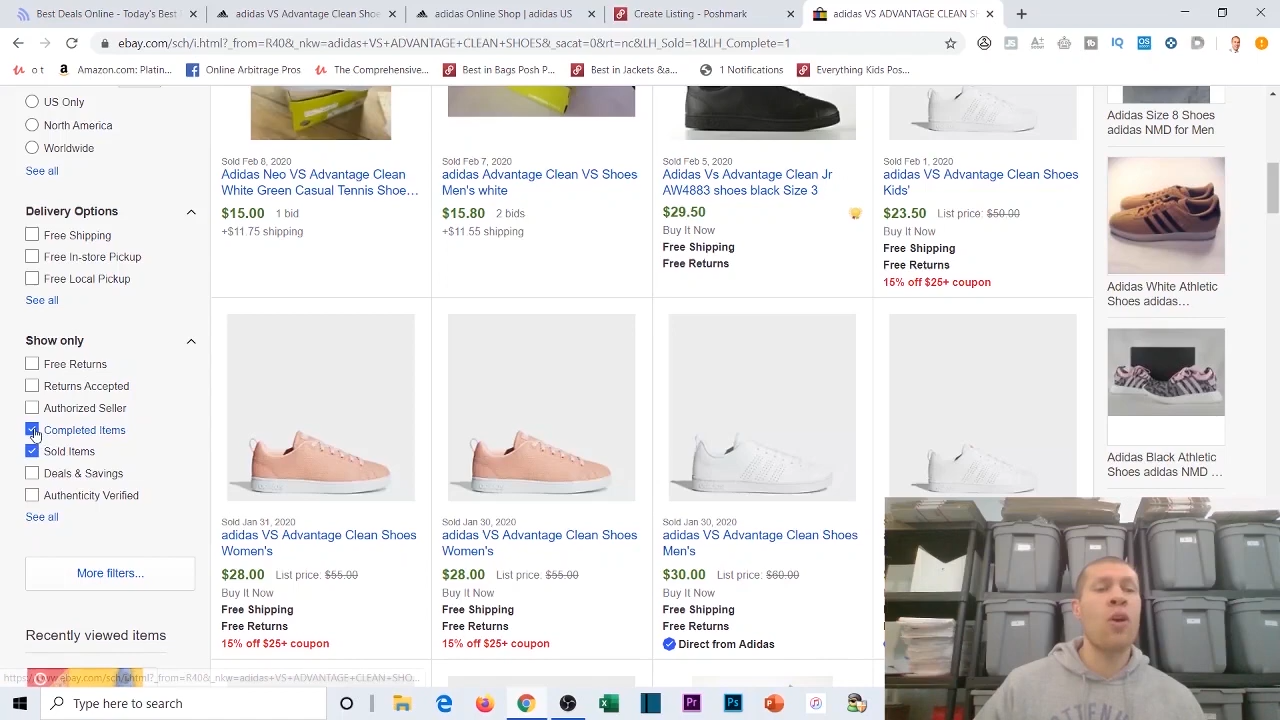 Best Deals Online - Today's Best
adidas VS Advantage Clean Shoe
adidas Online Shop | adidas US
Create Listing - Poshmark
adidas VS ADVANTAGE CLEAN S
ebay.com/sch/i.html?_from=R40&_nkw=adidas+VS+ADVANTAGE+CLEAN+SHOES&_sacat=0&rt=nc&LH_Sold=1&LH_Complete=1
o t
Amazon.com: Platin...
Online Arbitrage Pros
The Comprehensive...
Best in Bags Posh P...
Best in Jackets &a...
1 Notifications
Everything Kids Pos...
US Only
North America
Worldwide
See all
Delivery Options
Free Shipping
Free In-store Pickup
Free Local Pickup
See all
Show only
Free Returns
Returns Accepted
Authorized Seller
Completed Items
Sold Items
Deals & Savings
Authenticity Verified
See all
More filters...
Recently viewed items
Sold Feb 8, 2020
Adidas Neo VS Advantage Clean
White Green Casual Tennis Shoe…
$15.00 1 bid
+$11.75 shipping
Sold Feb 7, 2020
adidas Advantage Clean VS Shoes
Men's white
$15.80 2 bids
+$11.55 shipping
Sold Feb 5, 2020
Adidas VS Advantage Clean Jr
AW4883 shoes black Size 3
$29.50
Buy It Now
Free Shipping
Free Returns
Sold Feb 1, 2020
adidas VS Advantage Clean Shoes
Kids'
$23.50 List price: $50.00
Buy It Now
Free Shipping
Free Returns
15% off $25+ coupon
Sold Jan 31, 2020
adidas VS Advantage Clean Shoes
Women's
$28.00 List price: $55.00
Buy It Now
Free Shipping
Free Returns
15% off $25+ coupon
Sold Jan 30, 2020
adidas VS Advantage Clean Shoes
Women's
$28.00 List price: $55.00
Buy It Now
Free Shipping
Free Returns
15% off $25+ coupon
Sold Jan 30, 2020
adidas VS Advantage Clean Shoes
Men's
$30.00 List price: $60.00
Buy It Now
Free Shipping
Free Returns
Direct from Adidas
Adidas Size 8 Shoes
adidas NMD for Men
Adidas White Athletic
Shoes adidas…
Adidas Black Athletic
Shoes adidas NMD …
Type here to search